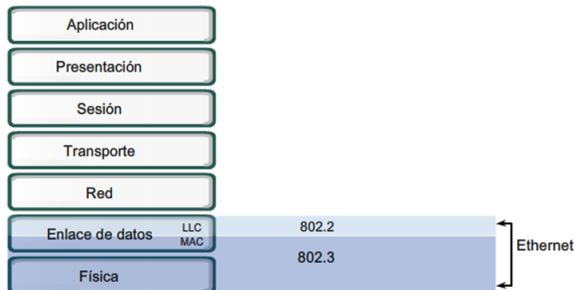 Aplicación
Presentación
Sesión
Transporte
Red
Enlace de datos
LLC
MAC
802.2
802.3
Ethernet
Física